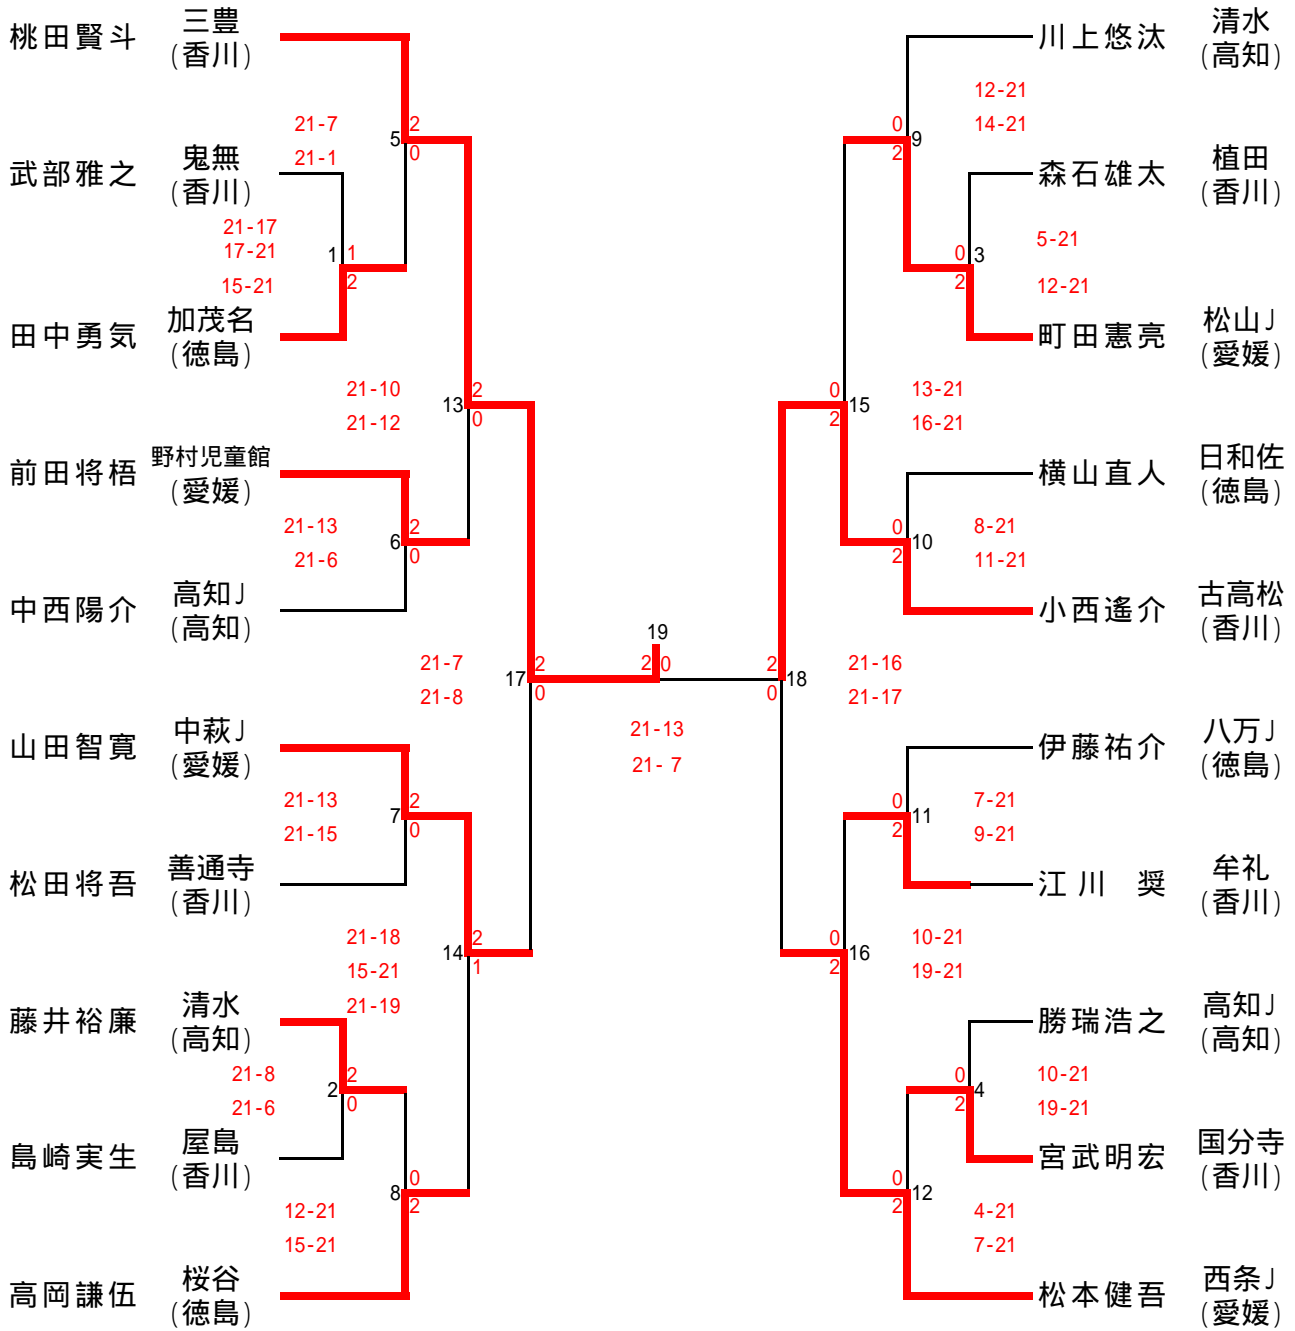 桃田賢斗 三豊
(香川)
21-7
21-1
5
2
0
武部雅之 鬼無
(香川)
21-17
17-21
15-21
1
1
2
田中勇気 加茂名
(徳島)
21-10
21-12
13
2
0
前田将梧 野村児童館
(愛媛)
21-13
21-6
6
2
0
中西陽介 高知J
(高知)
21-7
21-8
17
2
0
山田智寛 中萩J
(愛媛)
21-13
21-15
7
2
0
松田将吾 善通寺
(香川)
21-18
15-21
21-19
14
2
1
藤井裕廉 清水
(高知)
21-8
21-6
2
2
0
島崎実生 屋島
(香川)
12-21
15-21
8
0
2
高岡謙伍 桜谷
(徳島)
19
2 0
21-13
21- 7
川上悠汰 清水
(高知)
12-21
14-21
0
2
9
森石雄太 植田
(香川)
5-21
12-21
0
2
3
町田憲亮 松山J
(愛媛)
13-21
16-21
0
2
15
横山直人 日和佐
(徳島)
8-21
11-21
0
2
10
小西遙介 古高松
(香川)
21-16
21-17
2
0
18
伊藤祐介 八万J
(徳島)
7-21
9-21
0
2
11
江川 奨 牟礼
(香川)
10-21
19-21
0
2
16
勝瑞浩之 高知J
(高知)
10-21
19-21
0
2
4
宮武明宏 国分寺
(香川)
4-21
7-21
0
2
12
松本健吾 西条J
(愛媛)